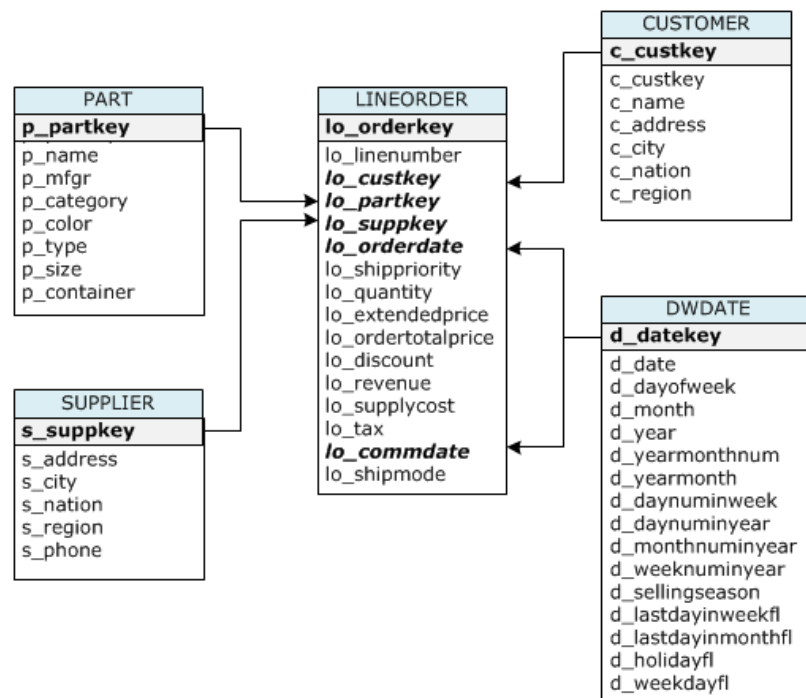 PART
p_partkey
p_name
p_mfgr
p_category
p_color
p_type
p_size
p_container
SUPPLIER
s_suppkey
s_address
s_city
s_nation
s_region
s_phone
LINEORDER
lo_orderkey
lo_linenumber
lo_custkey
lo_partkey
lo_suppkey
lo_orderdate
lo_shippriority
lo_quantity
lo_extendedprice
lo_ordertotalprice
lo_discount
lo_revenue
lo_supplycost
lo_tax
lo_commdate
lo_shipmode
CUSTOMER
c_custkey
c_custkey
c_name
c_address
c_city
c_nation
c_region
DWDATE
d_datekey
d_date
d_dayofweek
d_month
d_year
d_yearmonthnum
d_yearmonth
d_daynuminweek
d_daynuminyear
d_monthnuminyear
d_weeknuminyear
d_sellingseason
d_lastdayinweekfl
d_lastdayinmonthfl
d_holidayfl
d_weekdayfl